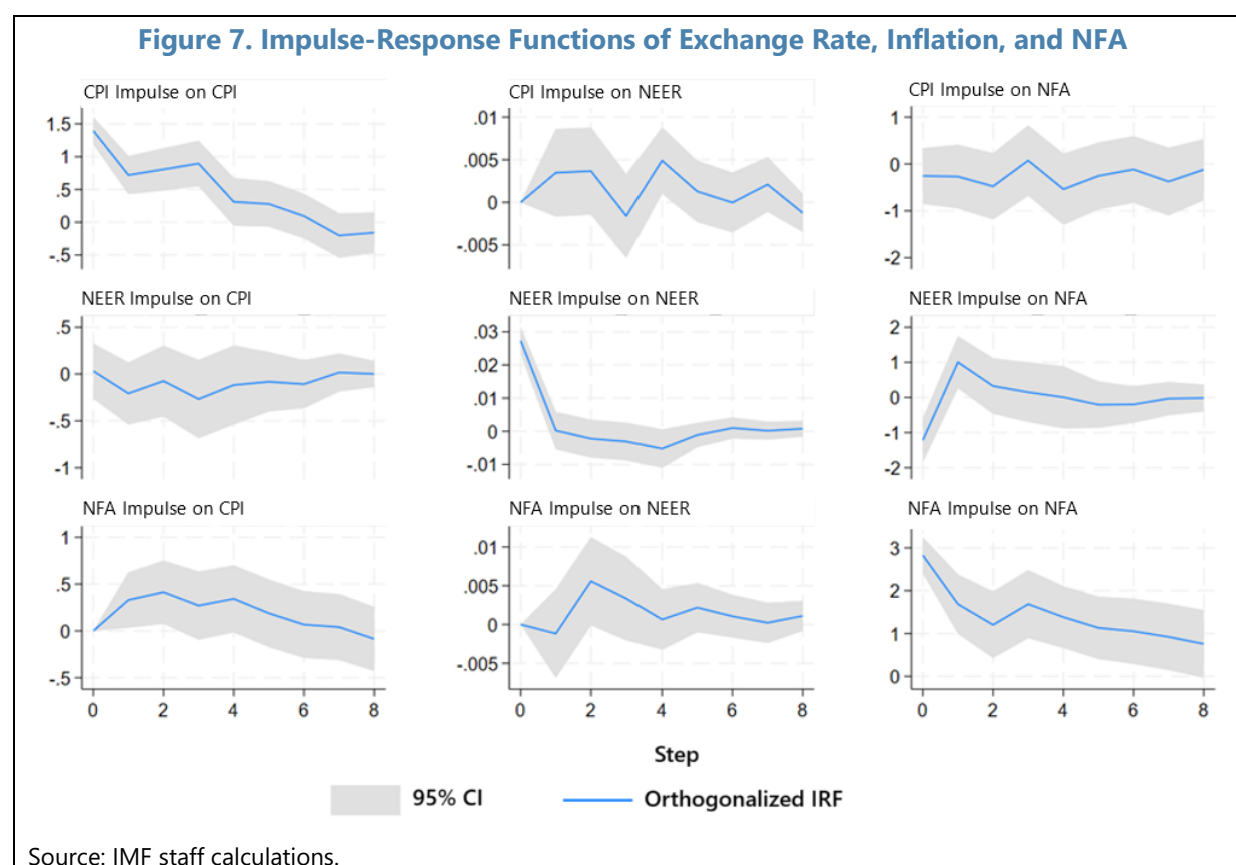 Figure 7. Impulse-Response Functions of Exchange Rate, Inflation, and NFA
CPI Impulse on CPI
1.5
1
.5
0
-.5
CPI Impulse on NEER
.01
.005
0
-.005
CPI Impulse on NFA
1
0
-1
-2
NEER Impulse on CPI
.5
0
-.5
-1
NEER Impulse on NEER
.03
.02
.01
0
-.01
NEER Impulse on NFA
2
1
0
-1
-2
NFA Impulse on CPI
1
.5
0
-.5
0 2 4 6 8
NFA Impulse on NEER
.01
.005
0
-.005
0 2 4 6 8
NFA Impulse on NFA
3
2
1
0
0 2 4 6 8
Step
95% CI
Orthogonalized IRF
Source: IMF staff calculations.